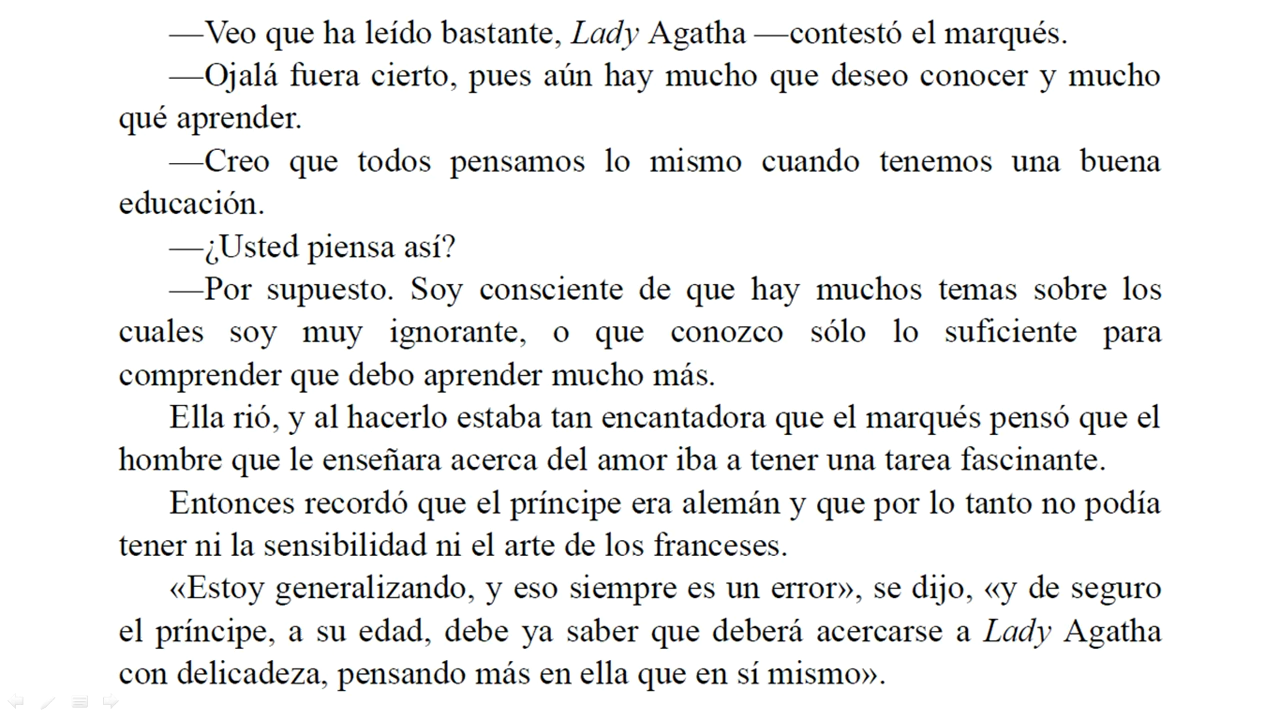 —Veo que ha leído bastante, Lady Agatha —contestó el marqués.
—Ojalá fuera cierto, pues aún hay mucho que deseo conocer y mucho
qué aprender.
—Creo que todos pensamos lo mismo cuando tenemos una buena
educación.
—¿Usted piensa así?
—Por supuesto. Soy consciente de que hay muchos temas sobre los
cuales soy muy ignorante, o que conozco sólo lo suficiente para
comprender que debo aprender mucho más.
Ella rió, y al hacerlo estaba tan encantadora que el marqués pensó que el
hombre que le enseñara acerca del amor iba a tener una tarea fascinante.
Entonces recordó que el príncipe era alemán y que por lo tanto no podía
tener ni la sensibilidad ni el arte de los franceses.
«Estoy generalizando, y eso siempre es un error», se dijo, «y de seguro
el príncipe, a su edad, debe ya saber que deberá acercarse a Lady Agatha
con delicadeza, pensando más en ella que en sí mismo».